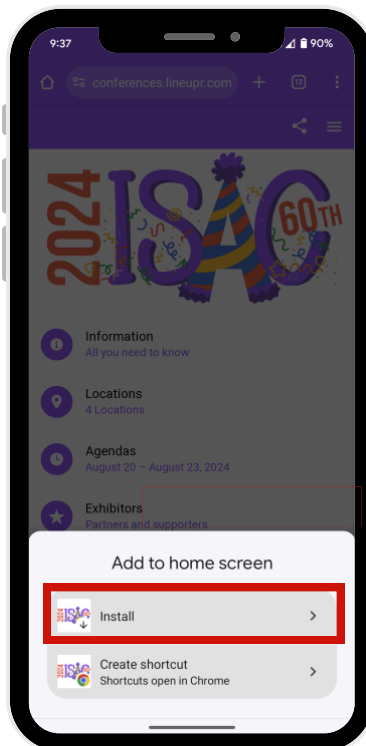 9:37
90%
conferences.lineupr.com
12
2024 ISAC 60TH
Information
All you need to know
Locations
4 Locations
Agendas
August 20 – August 23, 2024
Exhibitors
Partners and supporters
Add to home screen
Install
Create shortcut
Shortcuts open in Chrome